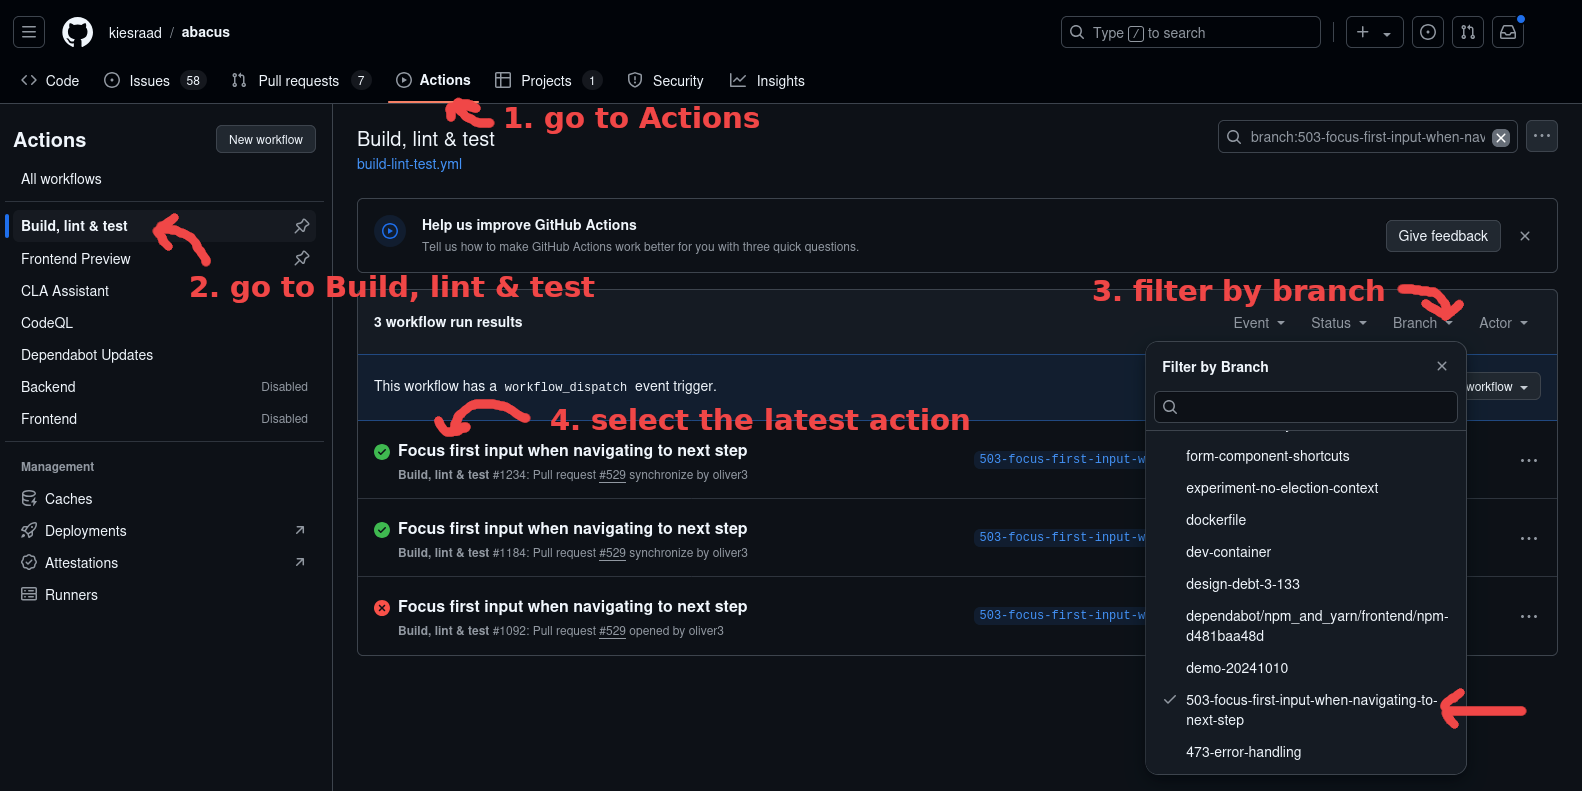 kiesraad / abacus
Type / to search
Code
Issues 58
Pull requests 7
Actions
Projects 1
Security
Insights
1. go to Actions
Actions
New workflow
All workflows
Build, lint & test
Frontend Preview
CLA Assistant
CodeQL
Dependabot Updates
Backend Disabled
Frontend Disabled
Management
Caches
Deployments
Attestations
Runners
2. go to Build, lint & test
Build, lint & test
build-lint-test.yml
branch:503-focus-first-input-when-nav
Help us improve GitHub Actions
Tell us how to make GitHub Actions work better for you with three quick questions.
Give feedback
3. filter by branch
3 workflow run results
Event
Status
Branch
Actor
This workflow has a workflow_dispatch event trigger.
workflow
4. select the latest action
Focus first input when navigating to next step
Build, lint & test #1234: Pull request #529 synchronize by oliver3
503-focus-first-input-w
Focus first input when navigating to next step
Build, lint & test #1184: Pull request #529 synchronize by oliver3
503-focus-first-input-w
Focus first input when navigating to next step
Build, lint & test #1092: Pull request #529 opened by oliver3
503-focus-first-input-w
Filter by Branch
form-component-shortcuts
experiment-no-election-context
dockerfile
dev-container
design-debt-3-133
dependabot/npm_and_yarn/frontend/npm-
d481baa48d
demo-20241010
503-focus-first-input-when-navigating-to-
next-step
473-error-handling